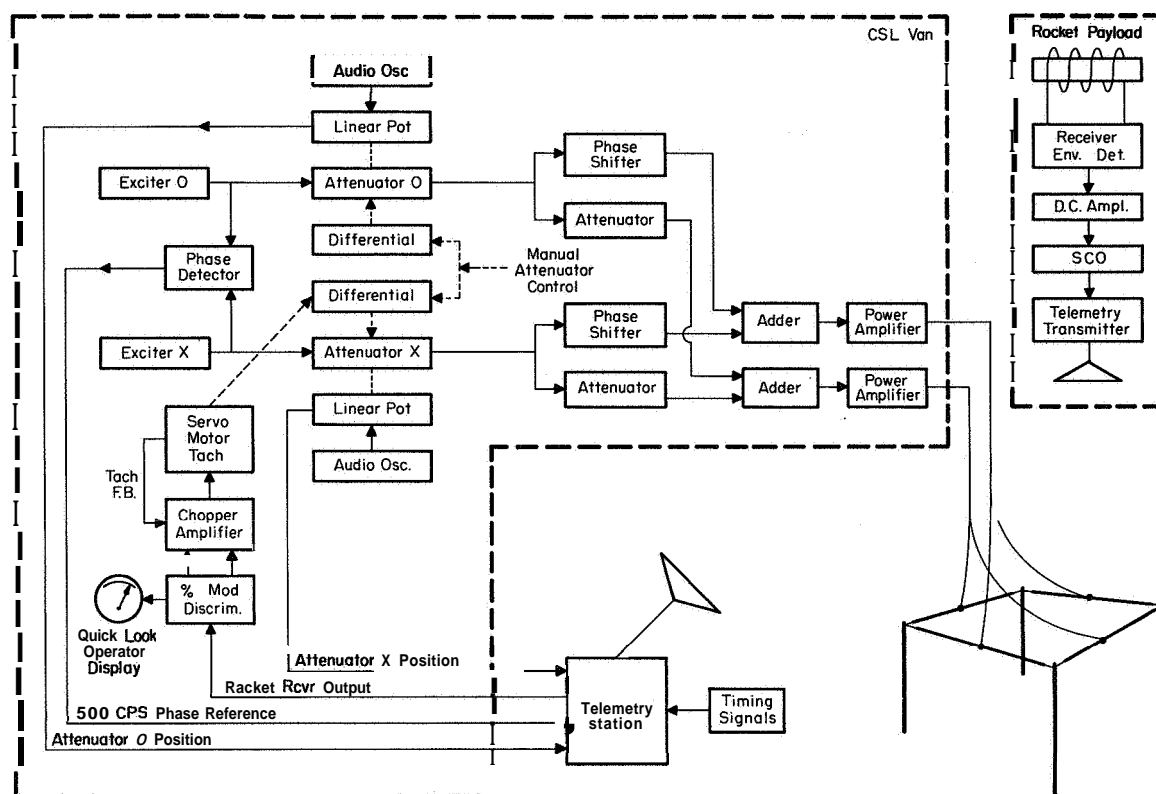 CSL Van
Rocket Payload
Audio Osc
Linear Pot
Exciter O
Attenuator O
Phase
Shifter
Attenuator
Differential
Phase
Detector
Manual
Attenuator
Control
Differential
Exciter X
Attenuator X
Phase
Shifter
Attenuator
Adder
Power
Amplifier
Adder
Power
Amplifier
Receiver
Env. Det.
D.C. Ampl.
SCO
Telemetry
Transmitter
Linear Pot
Audio Osc.
Servo
Motor
Tach
Tach
F.B.
Chopper
Amplifier
% Mod
Discrim.
Quick Look
Operator
Display
Attenuator X Position
Racket Rcvr Output
500 CPS Phase Reference
Attenuator O Position
Telemetry
station
Timing
Signals